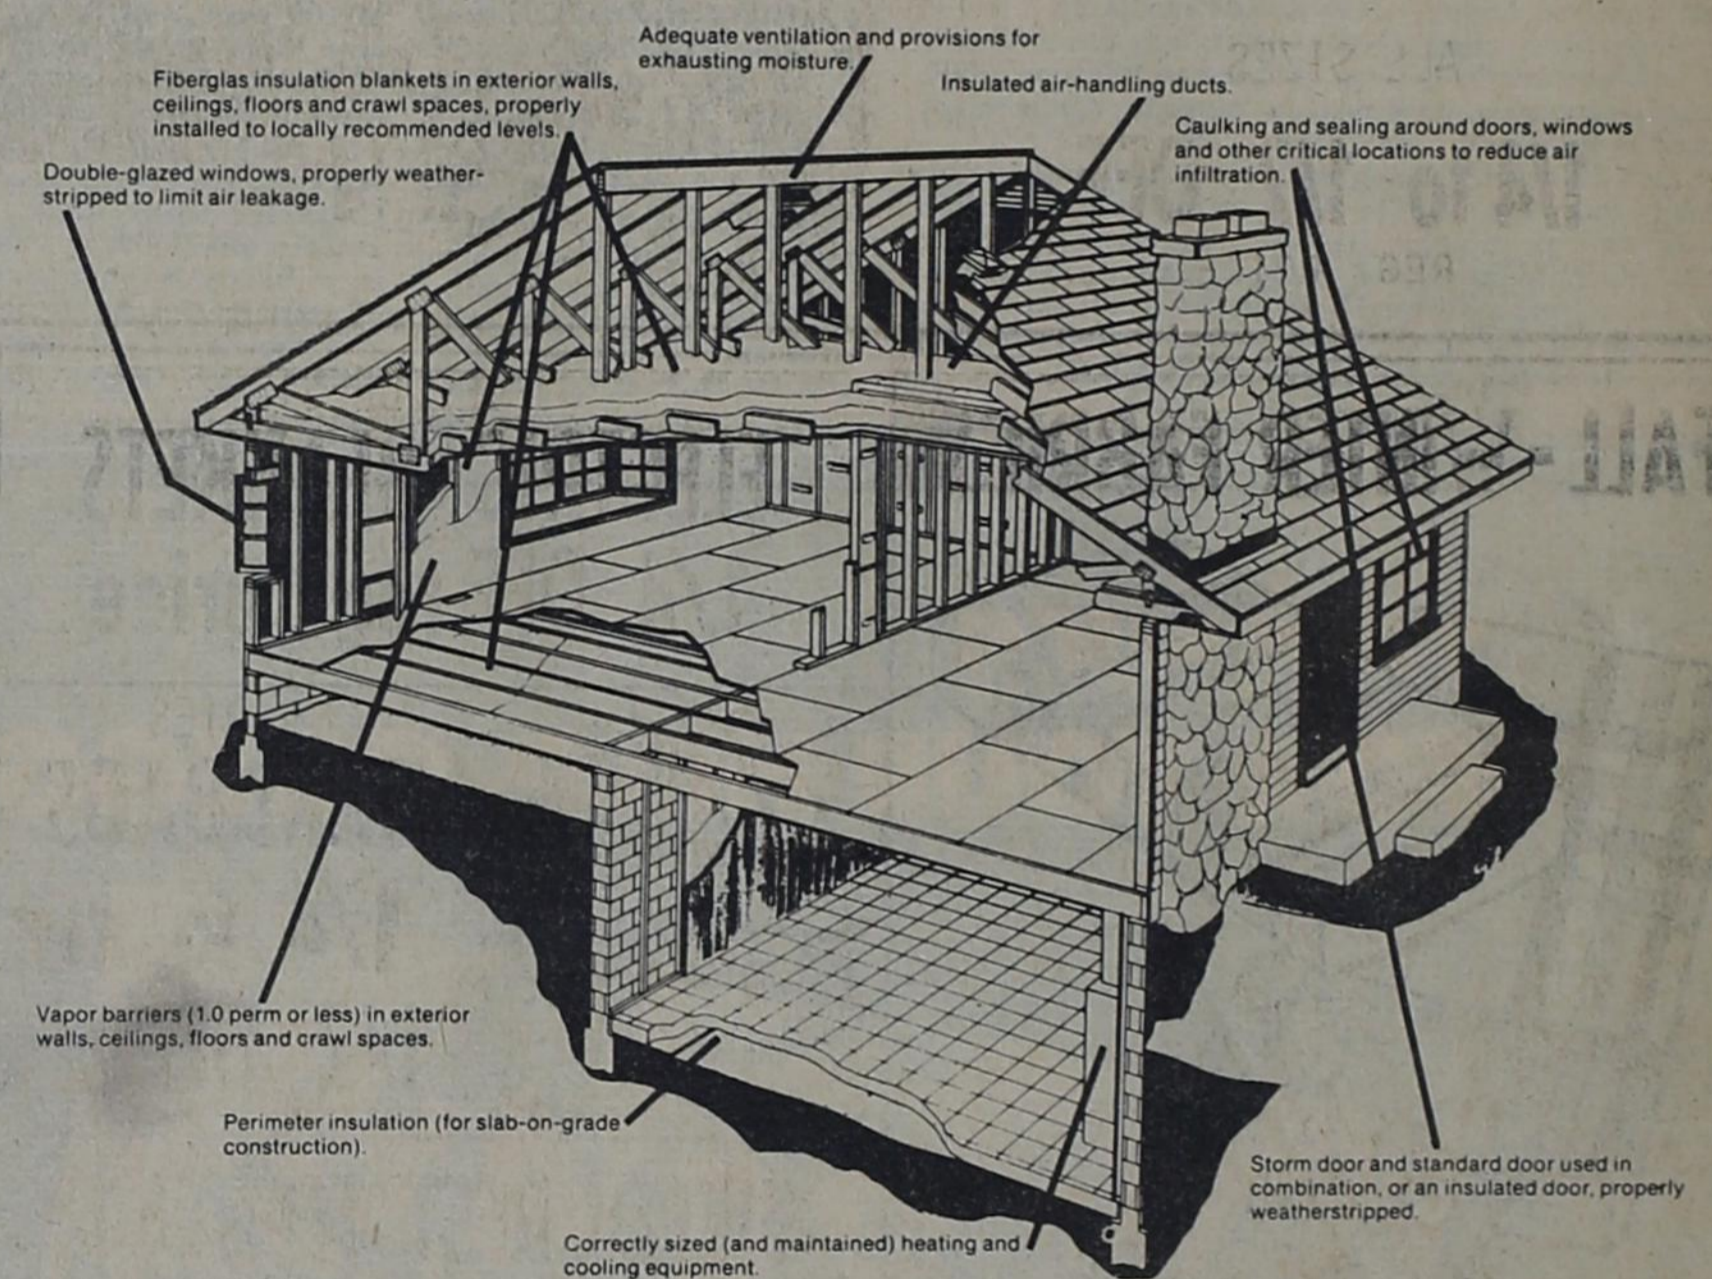 Adequate ventilation and provisions for
exhausting moisture.
Fiberglas insulation blankets in exterior walls,
ceilings, floors and crawl spaces, properly
installed to locally recommended levels.
Insulated air-handling ducts.
Caulking and sealing around doors, windows
and other critical locations to reduce air
infiltration.
Double-glazed windows, properly weather-
stripped to limit air leakage.
Vapor barriers (1.0 perm or less) in exterior
walls, ceilings, floors and crawl spaces.
Perimeter insulation (for slab-on-grade
construction).
Storm door and standard door used in
combination, or an insulated door, properly
weatherstripped.
Correctly sized (and maintained) heating and
cooling equipment.